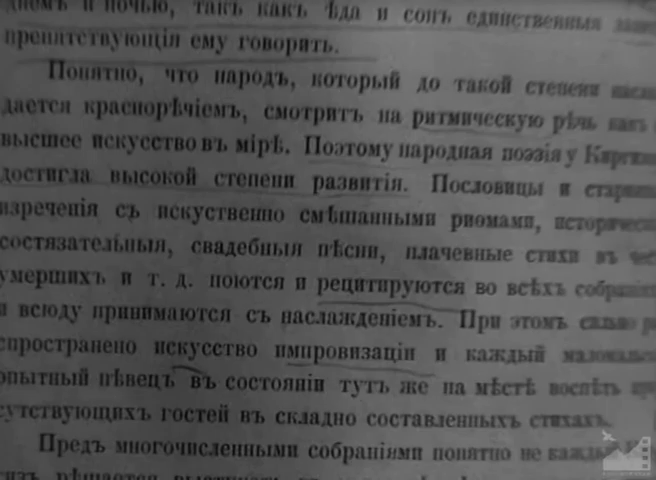 днемъ и ночью, такъ какъ ѣда и сонъ единственныя
препятствующія ему говорить.
Понятно, что народъ, который до такой степени
дается краснорѣчіемъ, смотритъ на ритмическую рѣчь какъ
высшее искусство въ мірѣ. Поэтому народная поэзія у
достигла высокой степени развитія. Пословицы и
изреченія съ искуственно смѣшанными риѳмами,
состязательныя, свадебныя пѣсни, плачевные стихи въ
умершихъ и т. д. поются и рецитируются во всѣхъ
и всюду принимаются съ наслажденіемъ. При этомъ сильно
спространено искусство импровизаціи и каждый
опытный пѣвецъ въ состояніи тутъ же на мѣстѣ воспѣть
сутствующихъ гостей въ складно составленныхъ стихахъ.
Предъ многочисленными собраніями понятно не